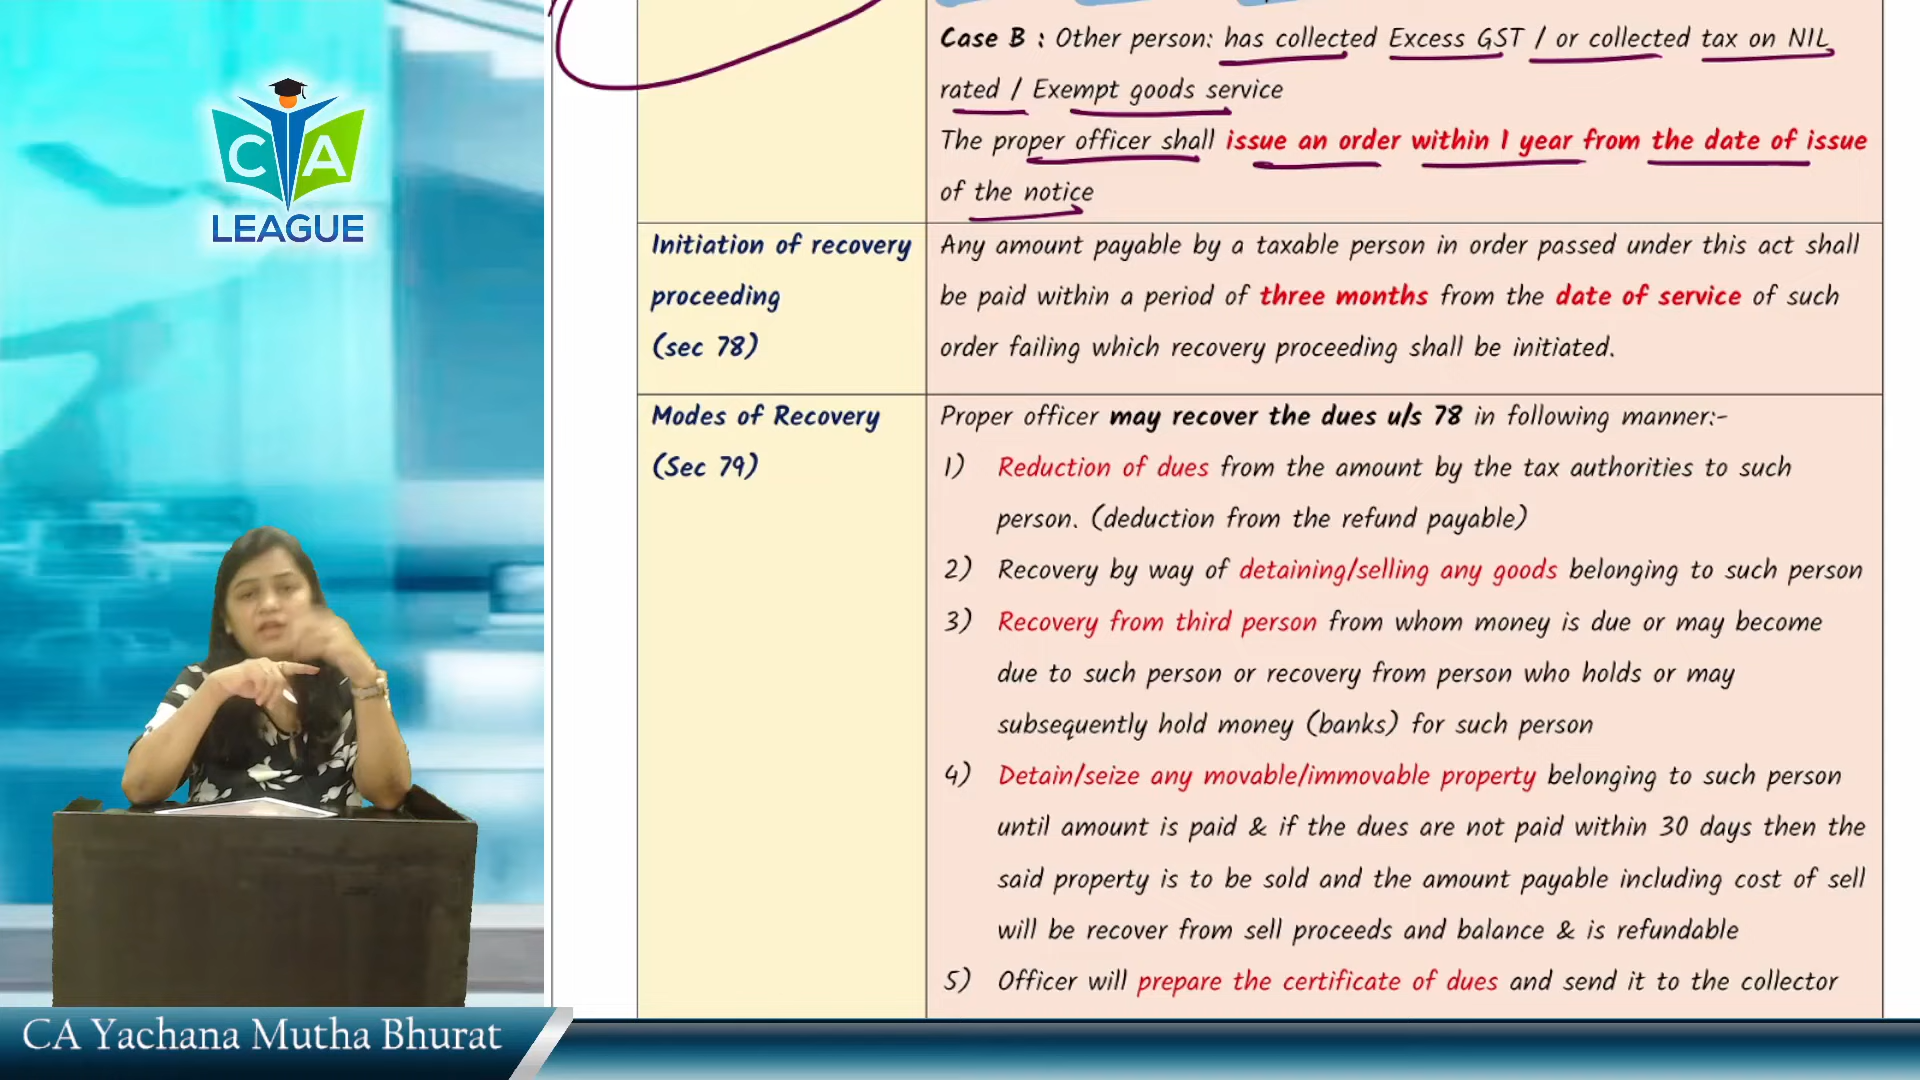 CA
LEAGUE
Case B : Other person: has collected Excess GST / or collected tax on NIL
rated / Exempt goods service
The proper officer shall issue an order within 1 year from the date of issue
of the notice
Initiation of recovery
proceeding
(sec 78)
Any amount payable by a taxable person in order passed under this act shall
be paid within a period of three months from the date of service of such
order failing which recovery proceeding shall be initiated.
Modes of Recovery
(Sec 79)
Proper officer may recover the dues u/s 78 in following manner:-
1) Reduction of dues from the amount by the tax authorities to such
person. (deduction from the refund payable)
2) Recovery by way of detaining/selling any goods belonging to such person
3) Recovery from third person from whom money is due or may become
due to such person or recovery from person who holds or may
subsequently hold money (banks) for such person
4) Detain/seize any movable/immovable property belonging to such person
until amount is paid & if the dues are not paid within 30 days then the
said property is to be sold and the amount payable including cost of sell
will be recover from sell proceeds and balance & is refundable
5) Officer will prepare the certificate of dues and send it to the collector
CA Yachana Mutha Bhurat